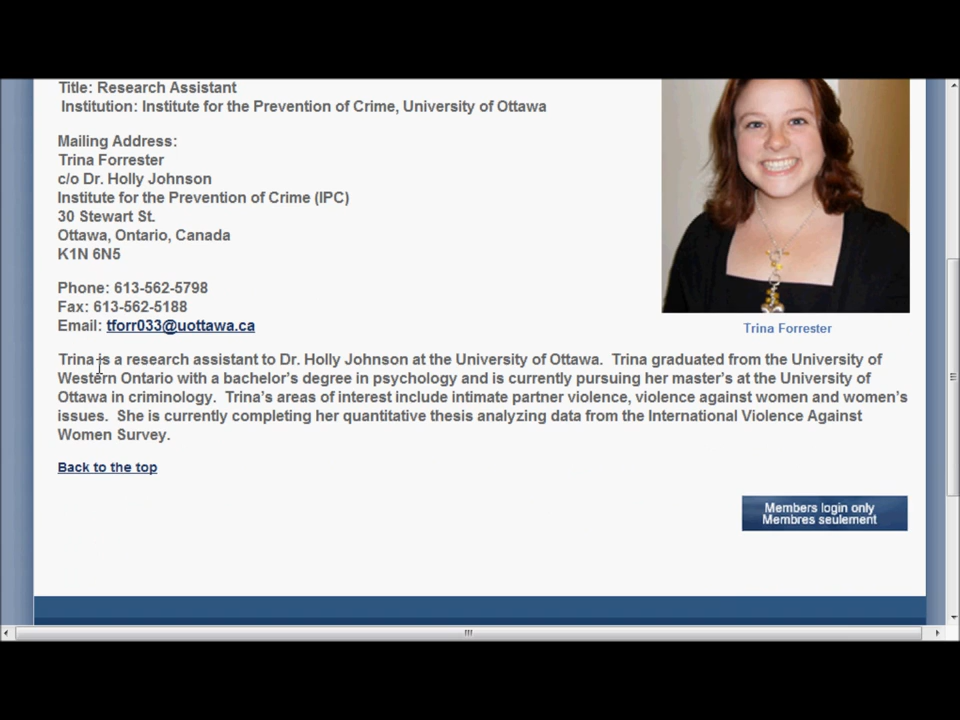 Title: Research Assistant
Institution: Institute for the Prevention of Crime, University of Ottawa
Mailing Address:
Trina Forrester
c/o Dr. Holly Johnson
Institute for the Prevention of Crime (IPC)
30 Stewart St.
Ottawa, Ontario, Canada
K1N 6N5
Phone: 613-562-5798
Fax: 613-562-5188
Email: tforr033@uottawa.ca
Trina Forrester
Trina is a research assistant to Dr. Holly Johnson at the University of Ottawa. Trina graduated from the University of
Western Ontario with a bachelor's degree in psychology and is currently pursuing her master's at the University of
Ottawa in criminology. Trina's areas of interest include intimate partner violence, violence against women and women's
issues. She is currently completing her quantitative thesis analyzing data from the International Violence Against
Women Survey.
Back to the top
Members login only
Membres seulement